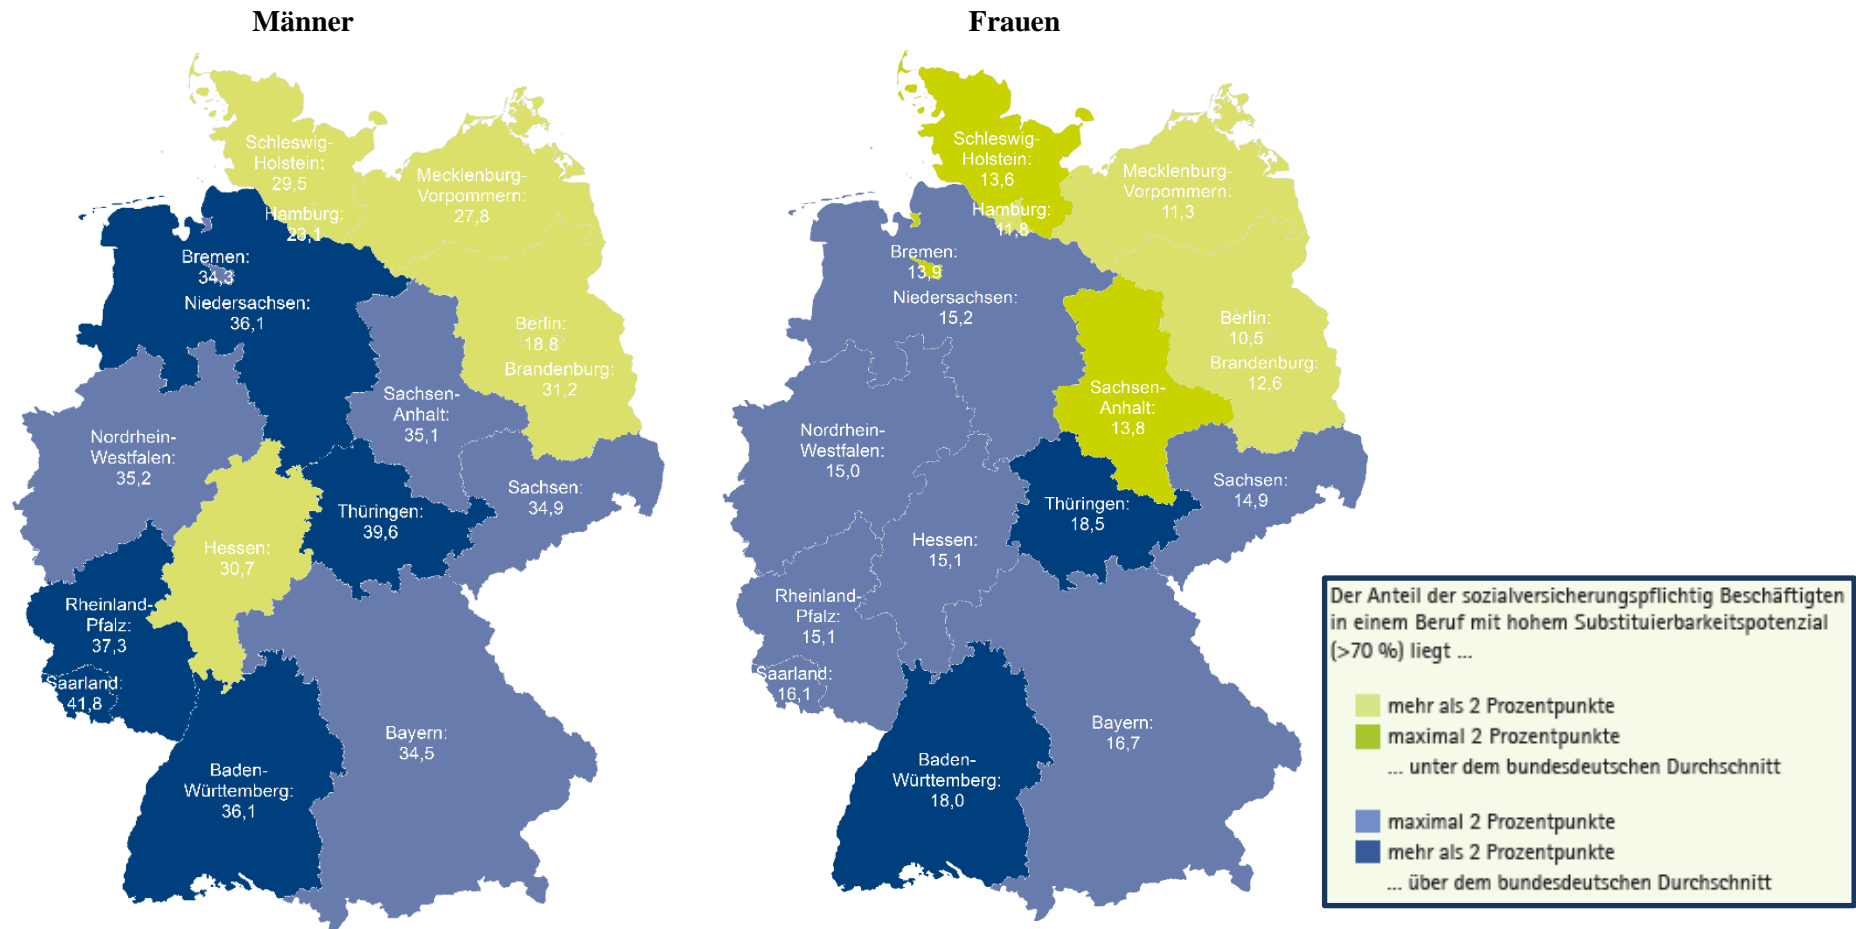 Männer
Schleswig-
Holstein:
29,5
Mecklenburg-
Vorpommern:
27,8
Hamburg:
23,1
Bremen:
34,3
Niedersachsen:
36,1
Berlin:
18,8
Brandenburg:
31,2
Sachsen-
Anhalt:
35,1
Nordrhein-
Westfalen:
35,2
Sachsen:
34,9
Thüringen:
39,6
Hessen:
30,7
Rheinland-
Pfalz:
37,3
Saarland:
41,8
Bayern:
34,5
Baden-
Württemberg:
36,1
Frauen
Schleswig-
Holstein:
13,6
Mecklenburg-
Vorpommern:
11,3
Hamburg:
11,8
Bremen:
13,9
Niedersachsen:
15,2
Berlin:
10,5
Brandenburg:
12,6
Sachsen-
Anhalt:
13,8
Nordrhein-
Westfalen:
15,0
Sachsen:
14,9
Thüringen:
18,5
Hessen:
15,1
Rheinland-
Pfalz:
15,1
Saarland:
16,1
Bayern:
16,7
Baden-
Württemberg:
18,0
Der Anteil der sozialversicherungspflichtig Beschäftigten
in einem Beruf mit hohem Substituierbarkeitspotenzial
(>70 %) liegt ...
mehr als 2 Prozentpunkte
maximal 2 Prozentpunkte
... unter dem bundesdeutschen Durchschnitt
maximal 2 Prozentpunkte
mehr als 2 Prozentpunkte
... über dem bundesdeutschen Durchschnitt